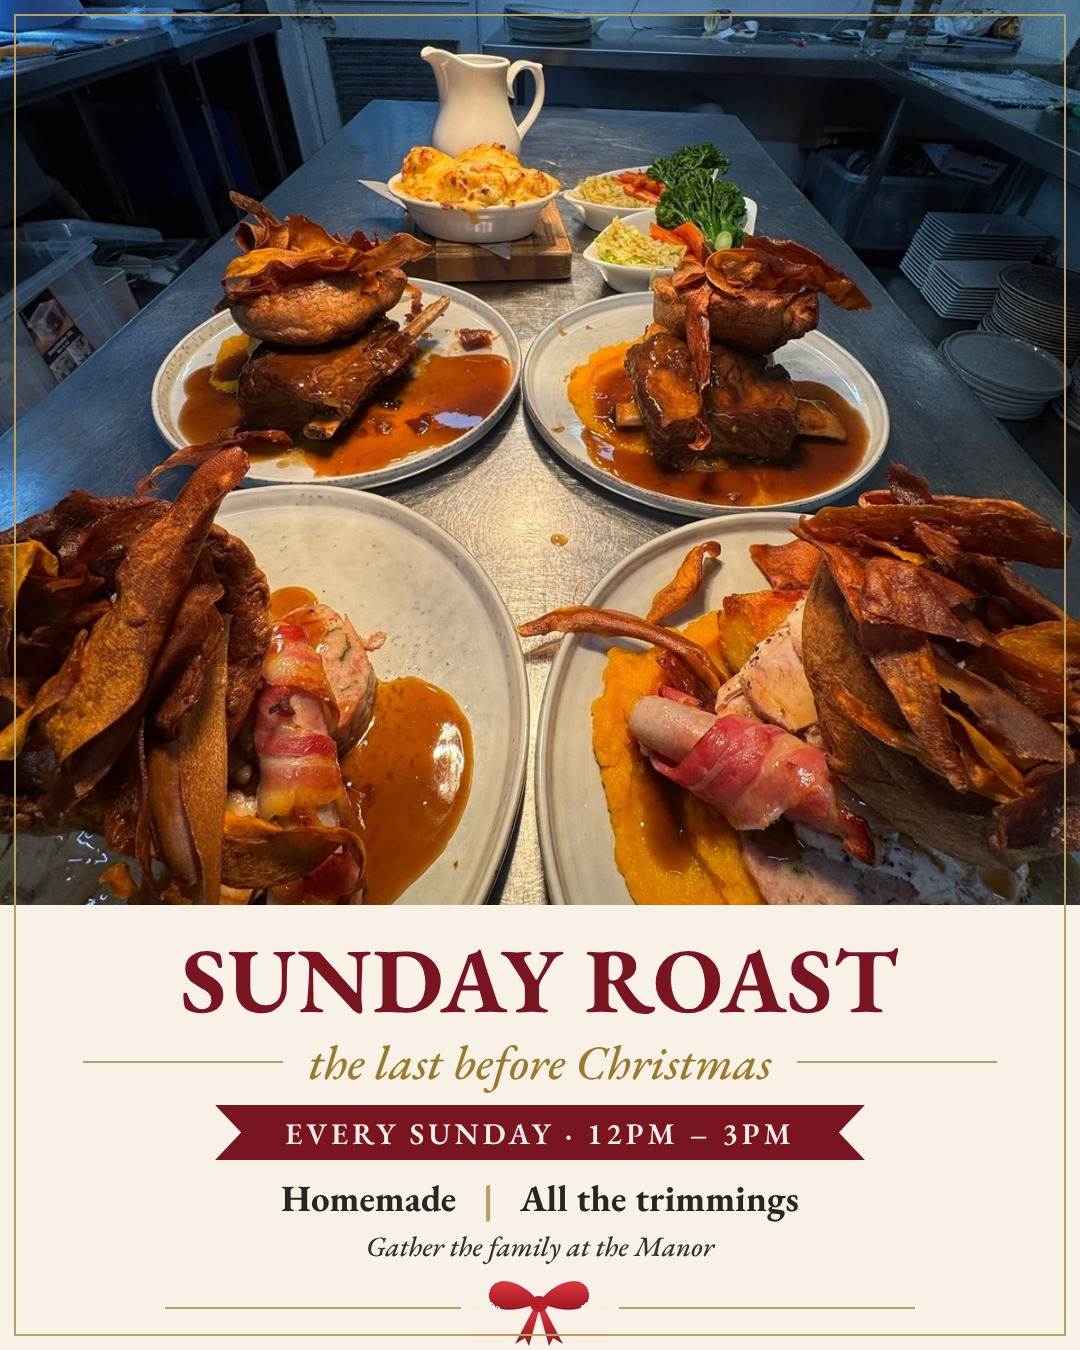 SUNDAY ROAST
the last before Christmas
EVERY SUNDAY · 12PM – 3PM
Homemade | All the trimmings
Gather the family at the Manor